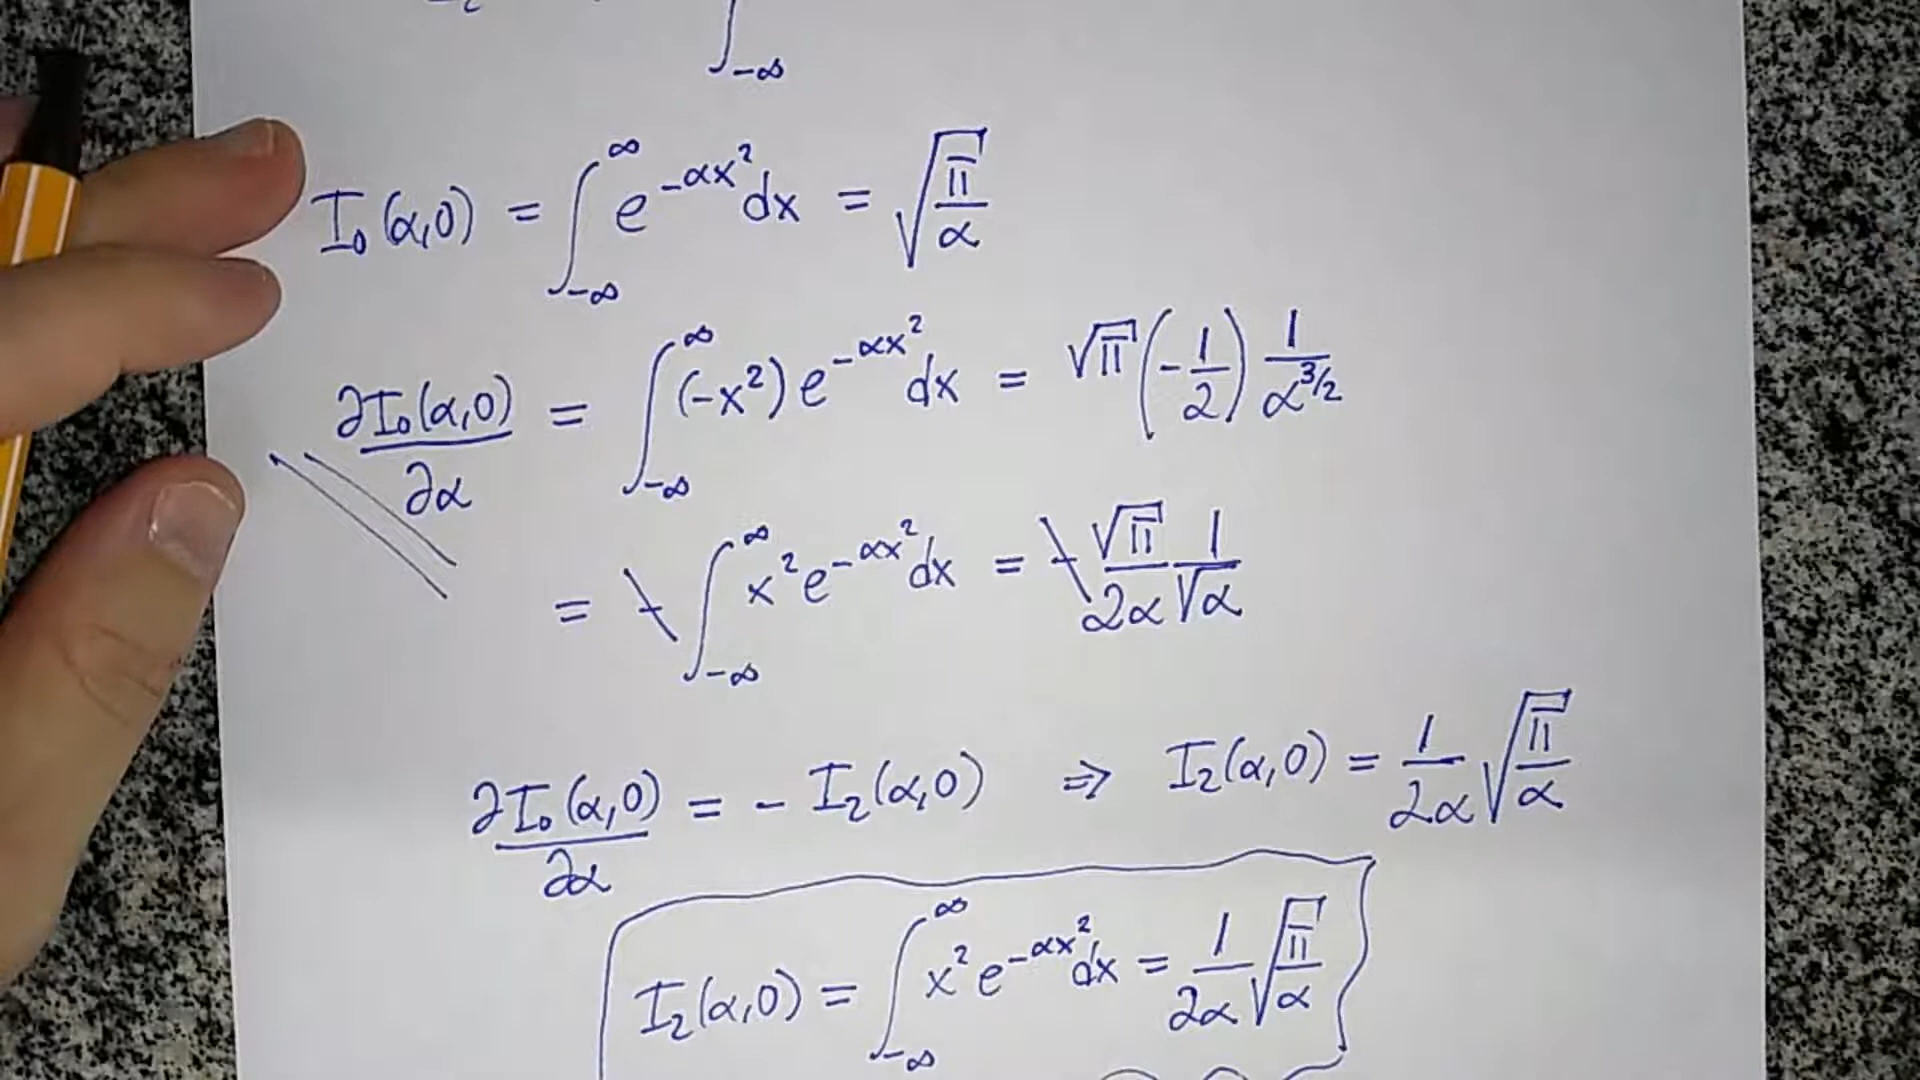 ∫_{-∞}
I₀(α,0) = ∫_{-∞}^{∞} e^{-αx²} dx = √(π/α)
∂I₀(α,0)/∂α = ∫_{-∞}^{∞} (-x²) e^{-αx²} dx = √π (-1/2) 1/α^{3/2}
= - ∫_{-∞}^{∞} x² e^{-αx²} dx = - √π/2α 1/√α
∂I₀(α,0)/∂α = - I₂(α,0) ⇒ I₂(α,0) = 1/2α √(π/α)
I₂(α,0) = ∫_{-∞}^{∞} x² e^{-αx²} dx = 1/2α √(π/α)